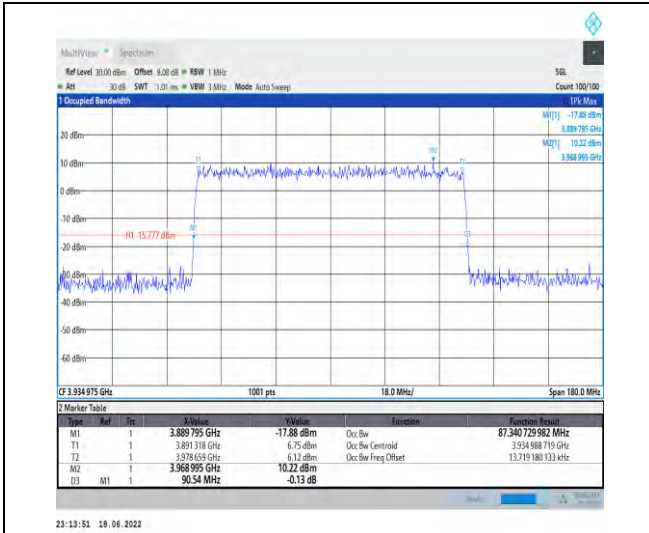 MultiView Spectrum
Ref Level 30.00 dBm Offset 8.08 dB RBW 1 MHz SGL
Att 30 dB SWT 1.01 ms VBW 3 MHz Mode Auto Sweep Count 100/100
1 Occupied Bandwidth 1Pk Max
M1[1] -17.88 dBm
3.889 795 GHz
M2[1] 10.22 dBm
3.968 995 GHz
20 dBm
M2
T1
10 dBm
0 dBm
-10 dBm
M1
H1 -15.777 dBm
D3
-20 dBm
-30 dBm
-40 dBm
-50 dBm
-60 dBm
CF 3.934 975 GHz 1001 pts 18.0 MHz/ Span 180.0 MHz
2 Marker Table
Type Ref Trc X-Value Y-Value Function Function Result
M1 1 3.889 795 GHz -17.88 dBm Occ Bw 87.340 729 982 MHz
T1 1 3.891 318 GHz 6.75 dBm Occ Bw Centroid 3.934 988 719 GHz
T2 1 3.978 659 GHz 6.12 dBm Occ Bw Freq Offset 13.719 180 133 kHz
M2 1 3.968 995 GHz 10.22 dBm
D3 M1 1 90.54 MHz -0.13 dB
23:13:51 18.06.2022